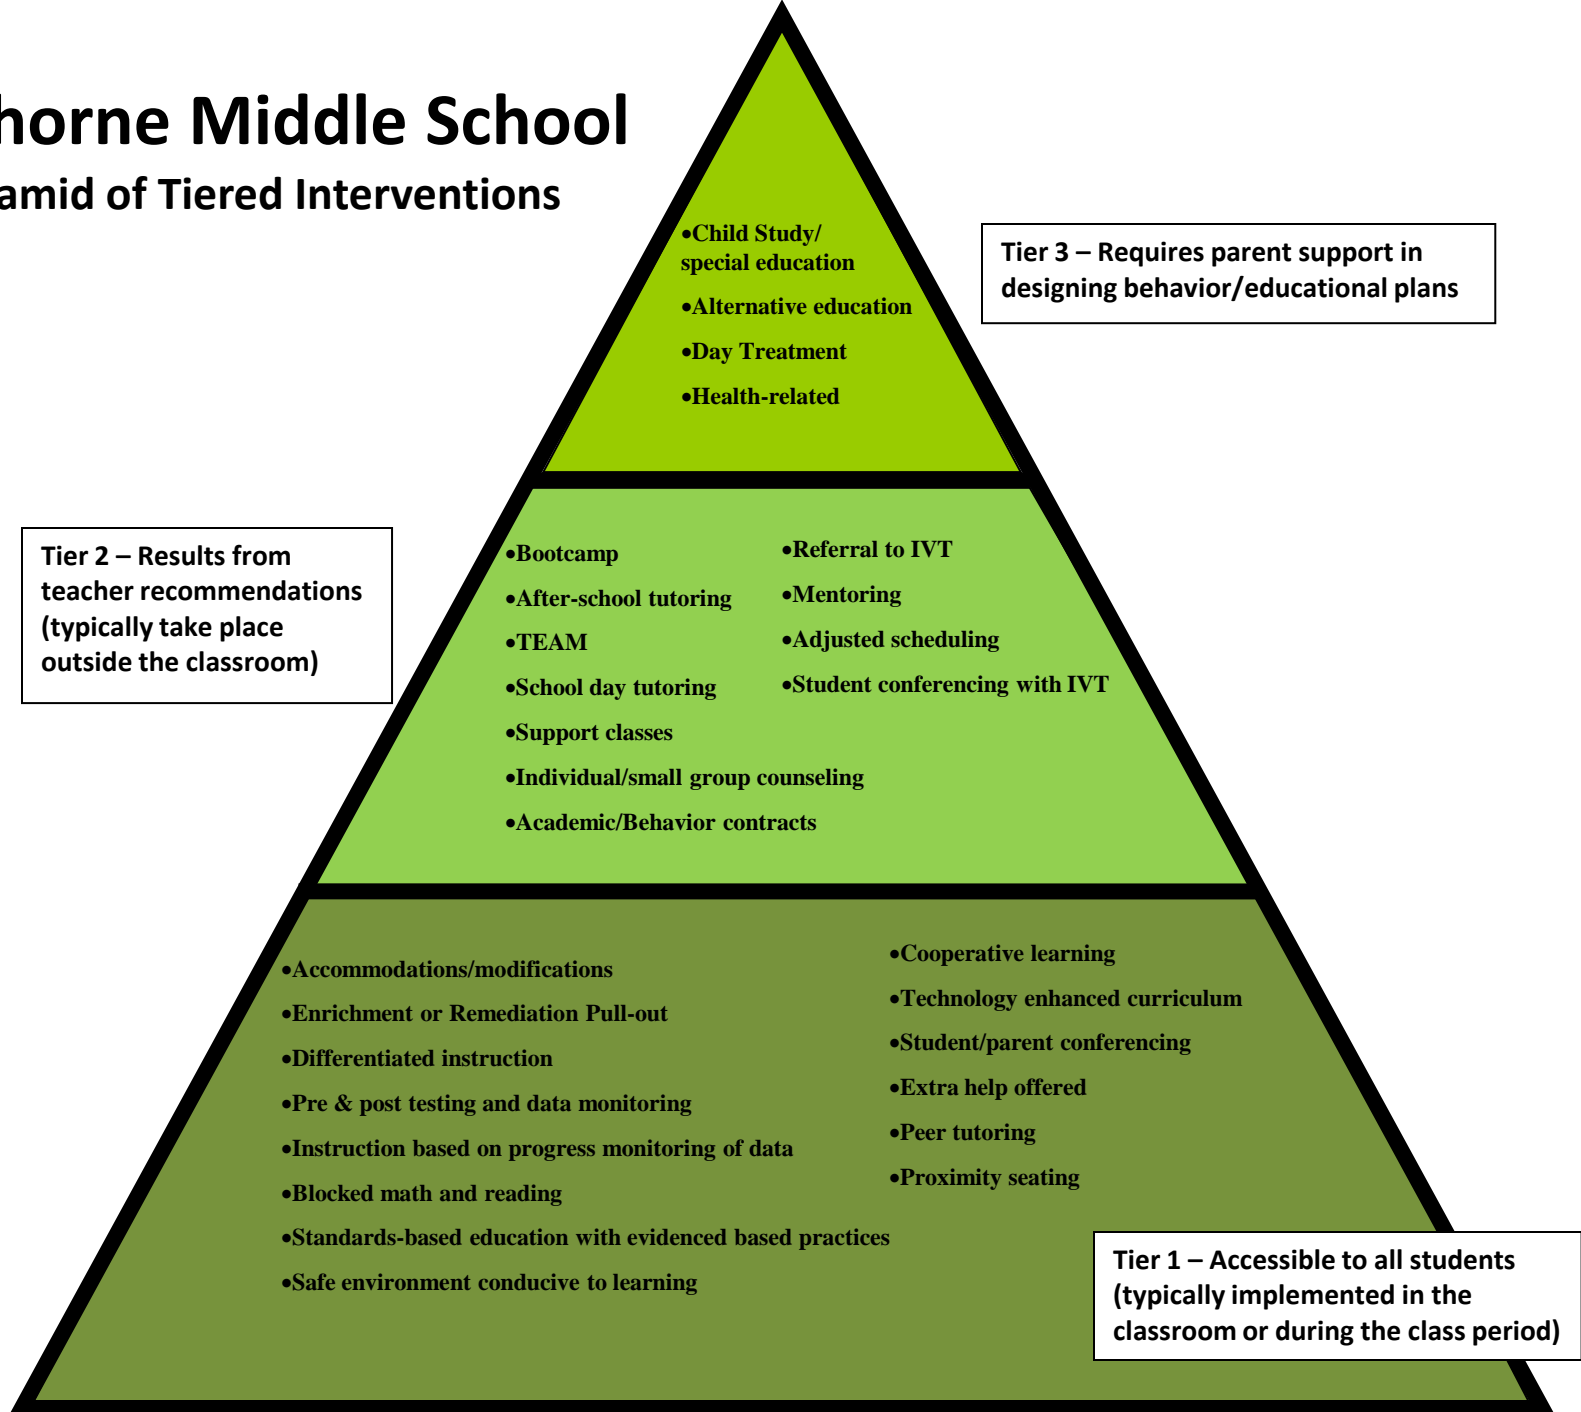 horne Middle School
amid of Tiered Interventions
•Child Study/
special education
•Alternative education
•Day Treatment
•Health-related
Tier 3 – Requires parent support in
designing behavior/educational plans
Tier 2 – Results from
teacher recommendations
(typically take place
outside the classroom)
•Bootcamp
•After-school tutoring
•TEAM
•School day tutoring
•Support classes
•Individual/small group counseling
•Academic/Behavior contracts
•Referral to IVT
•Mentoring
•Adjusted scheduling
•Student conferencing with IVT
•Accommodations/modifications
•Enrichment or Remediation Pull-out
•Differentiated instruction
•Pre & post testing and data monitoring
•Instruction based on progress monitoring of data
•Blocked math and reading
•Standards-based education with evidenced based practices
•Safe environment conducive to learning
•Cooperative learning
•Technology enhanced curriculum
•Student/parent conferencing
•Extra help offered
•Peer tutoring
•Proximity seating
Tier 1 – Accessible to all students
(typically implemented in the
classroom or during the class period)